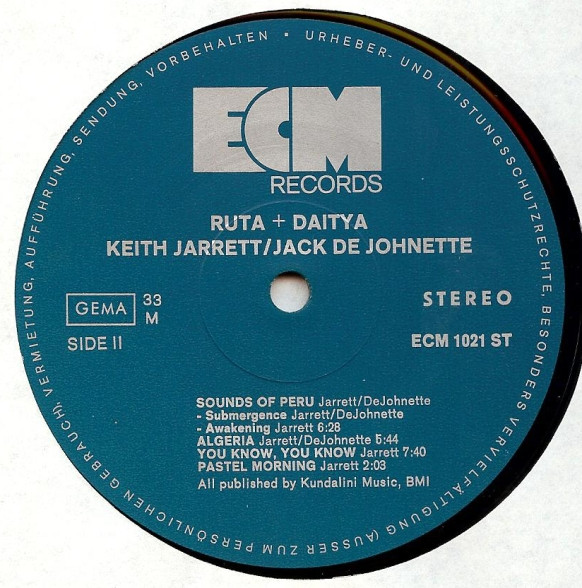 URHEBER- UND LEISTUNGSSCHUTZRECHTE, BESONDERS VERVIELFÄLTIGUNG (AUSSER ZUM PERSÖNLICHEN GEBRAUCH), VERMIETUNG, AUFFÜHRUNG, SENDUNG, VORBEHALTEN •
ECM
RECORDS
RUTA + DAITYA
KEITH JARRETT/JACK DE JOHNETTE
GEMA 33 M
STEREO
SIDE II
ECM 1021 ST
SOUNDS OF PERU Jarrett/DeJohnette
- Submergence Jarrett/DeJohnette
- Awakening Jarrett 6:28
ALGERIA Jarrett/DeJohnette 5:44
YOU KNOW, YOU KNOW Jarrett 7:40
PASTEL MORNING Jarrett 2:03
All published by Kundalini Music, BMI